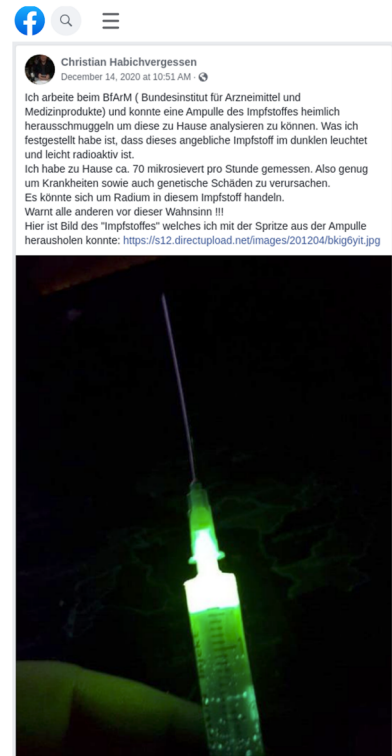 Christian Habichvergessen
December 14, 2020 at 10:51 AM ·
Ich arbeite beim BfArM ( Bundesinstitut für Arzneimittel und
Medizinprodukte) und konnte eine Ampulle des Impfstoffes heimlich
herausschmuggeln um diese zu Hause analysieren zu können. Was ich
festgestellt habe ist, dass dieses angebliche Impfstoff im dunklen leuchtet
und leicht radioaktiv ist.
Ich habe zu Hause ca. 70 mikrosievert pro Stunde gemessen. Also genug
um Krankheiten sowie auch genetische Schäden zu verursachen.
Es könnte sich um Radium in diesem Impfstoff handeln.
Warnt alle anderen vor dieser Wahnsinn !!!
Hier ist Bild des "Impfstoffes" welches ich mit der Spritze aus der Ampulle
herausholen konnte: https://s12.directupload.net/images/201204/bkig6yit.jpg